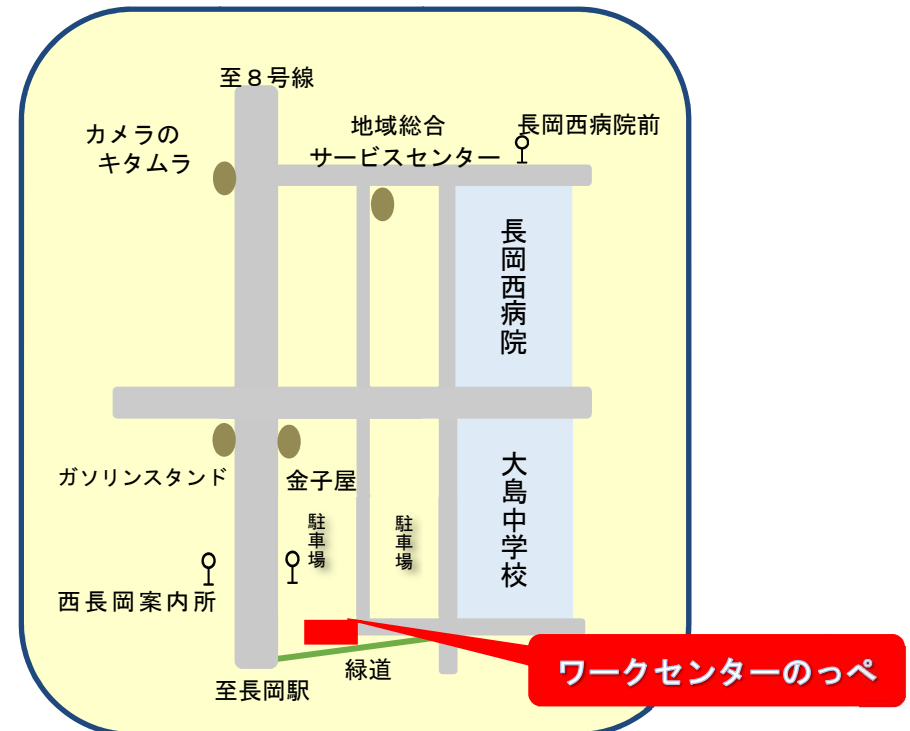 至８号線
カメラの
キタムラ
地域総合
サービスセンター
長岡西病院前
長岡西病院
ガソリンスタンド
金子屋
駐車場
駐車場
大島中学校
西長岡案内所
緑道
至長岡駅
ワークセンターのっぺ